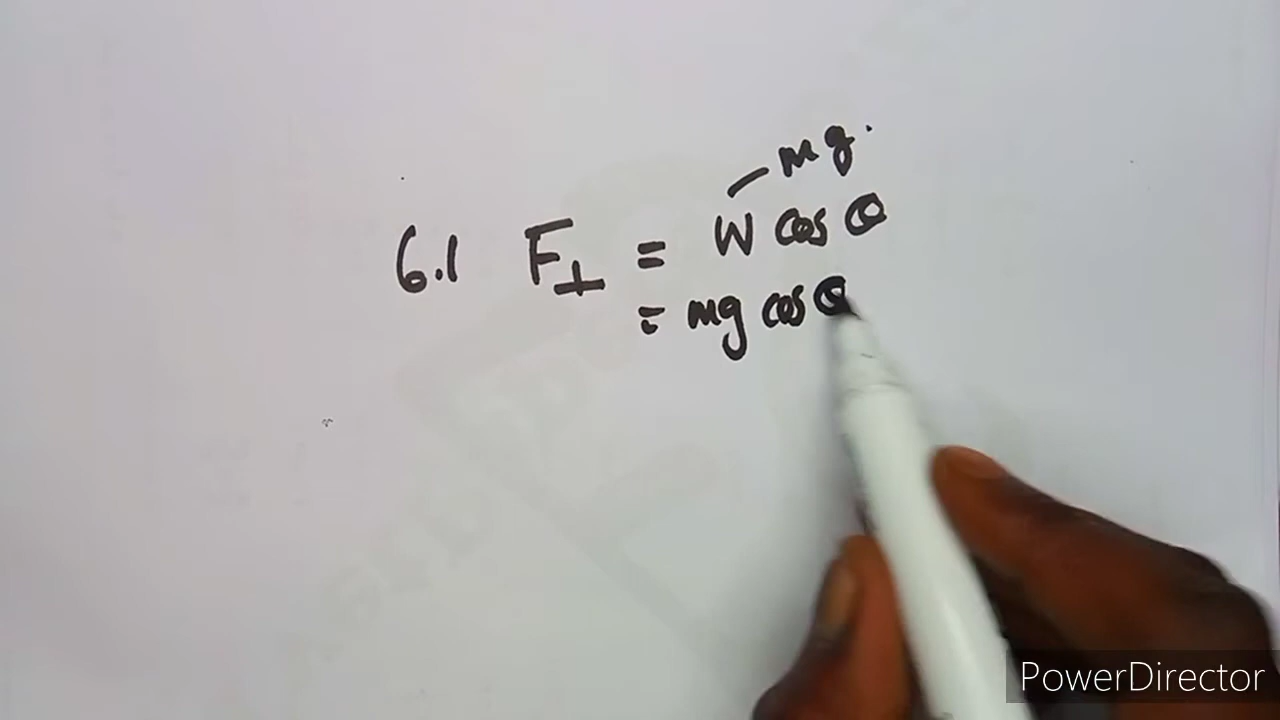 mg.
6.1 F⊥ = W cos θ
= mg cos θ
PowerDirector